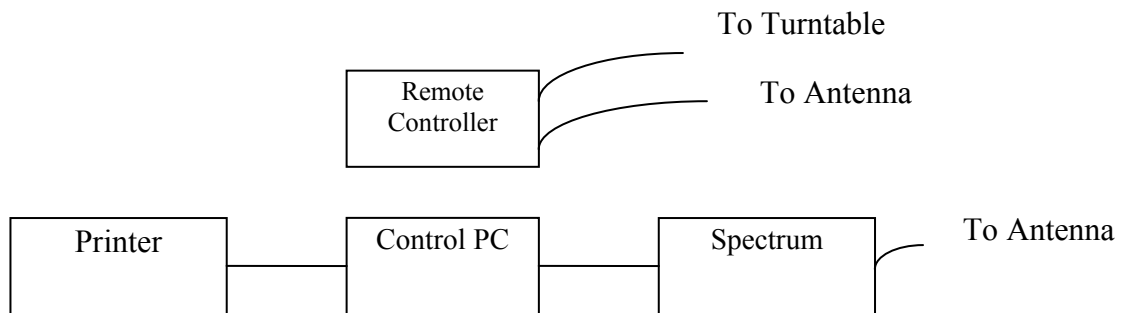 To Turntable
Remote
Controller
To Antenna
Printer
Control PC
Spectrum
To Antenna